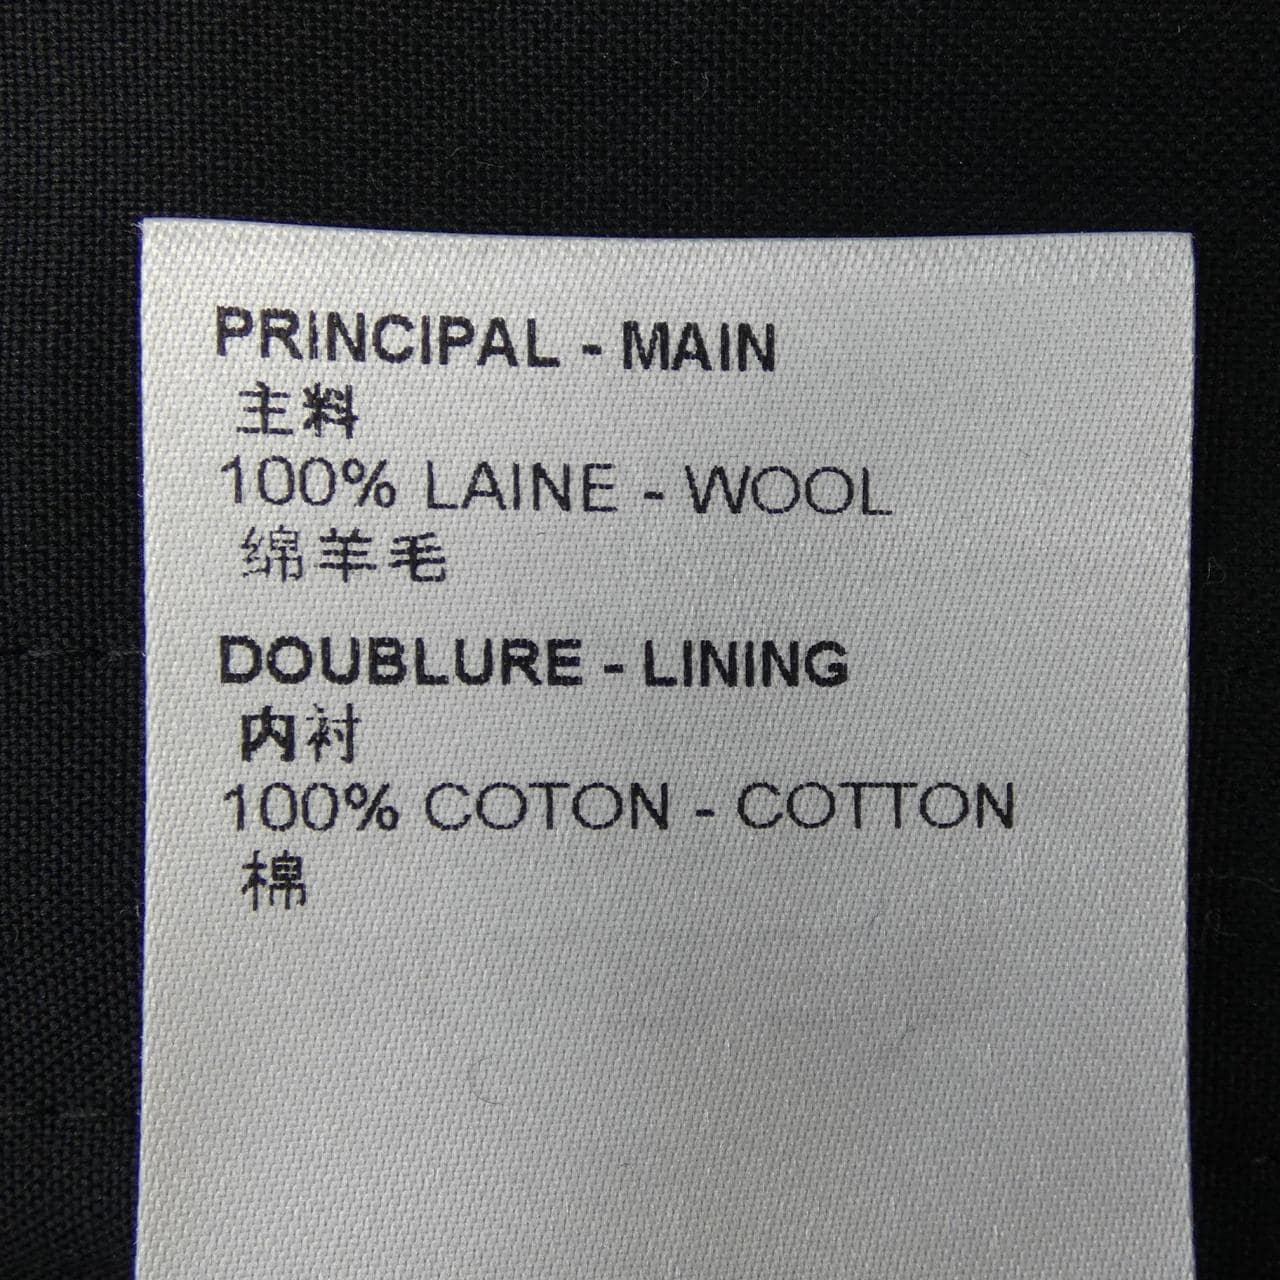 PRINCIPAL - MAIN
主料
100% LAINE - WOOL
绵羊毛
DOUBLURE - LINING
内衬
100% COTON - COTTON
棉